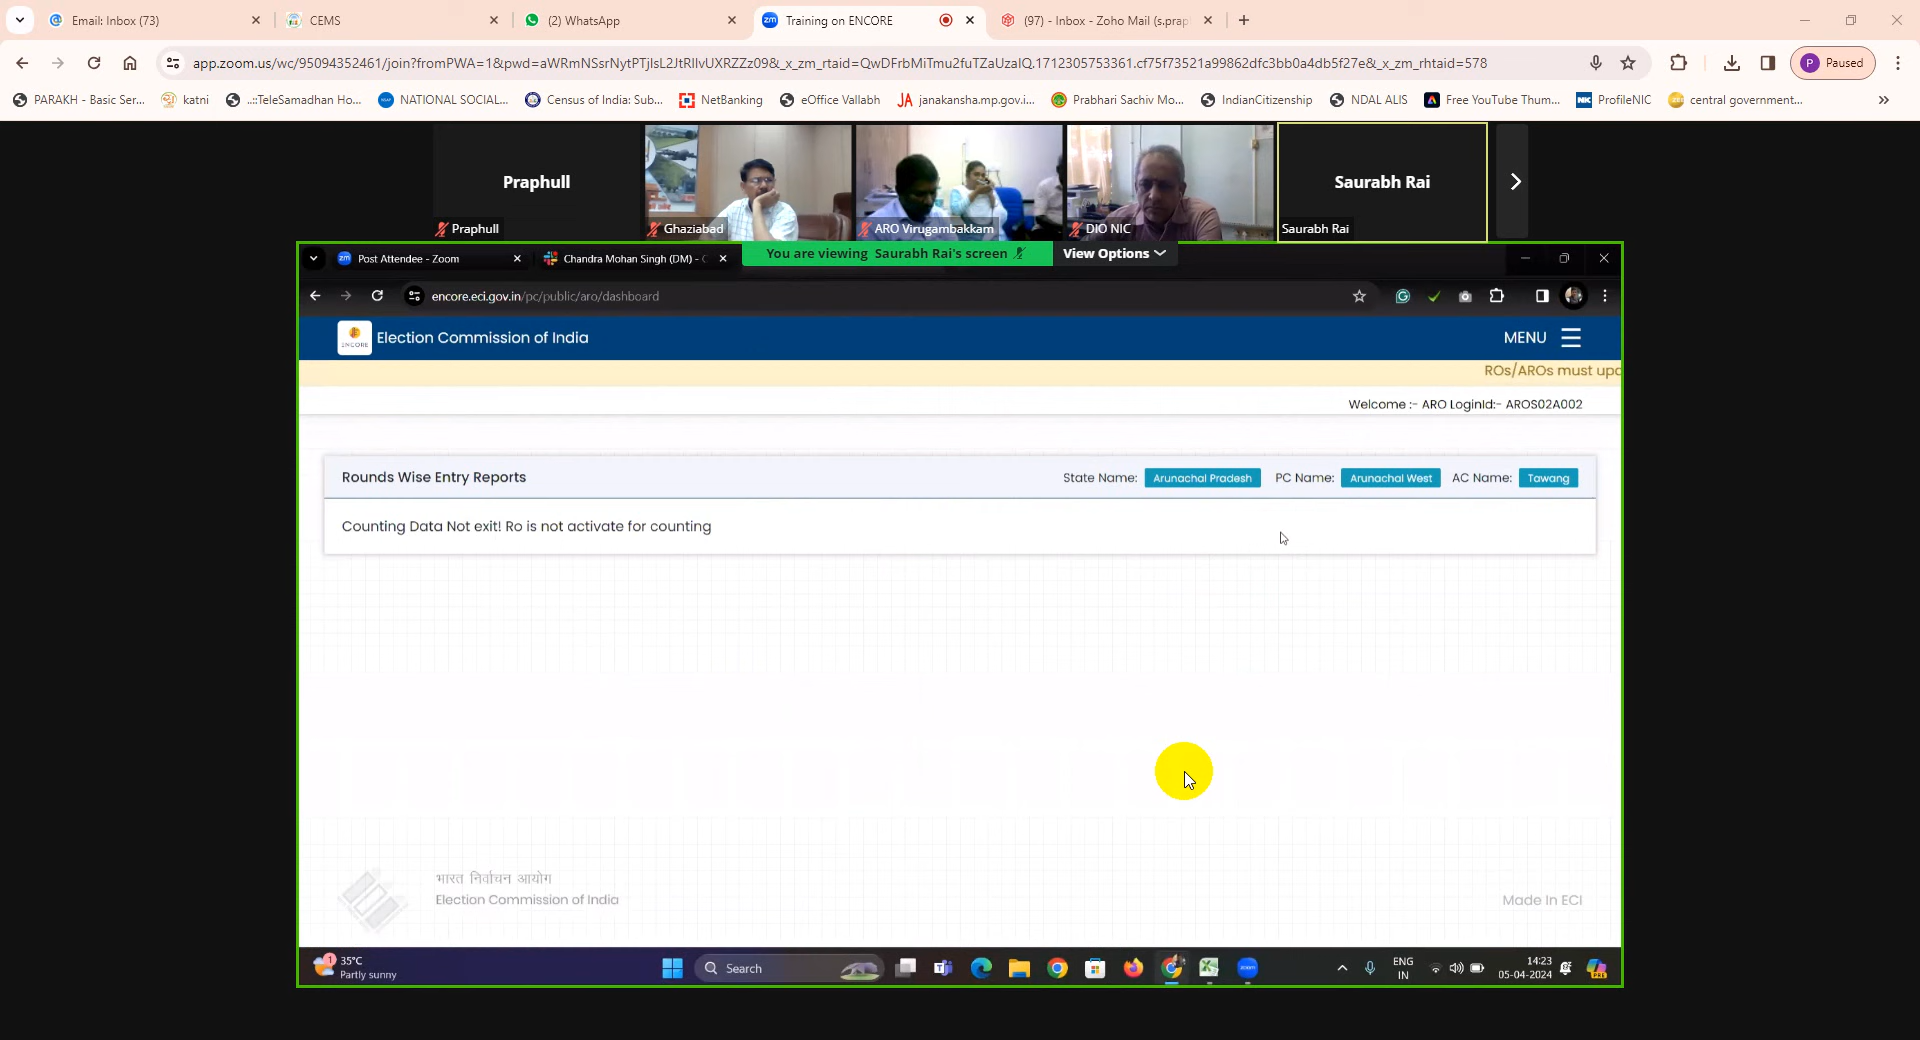 Email: Inbox (73)
CEMS
(2) WhatsApp
Training on ENCORE
(97) - Inbox - Zoho Mail (s.prap
app.zoom.us/wc/95094352461/join?fromPWA=1&pwd=aWRmNSsrNytPTjlsL2JtRIIvUXRZZz09&_x_zm_rtaid=QwDFrbMiTmu2fuTZaUzaIQ.1712305753361.cf75f73521a99862dfc3bb0a4db5f27e&_x_zm_rhtaid=578
P Paused
PARAKH - Basic Ser...
katni
..::TeleSamadhan Ho...
NATIONAL SOCIAL...
Census of India: Sub...
NetBanking
eOffice Vallabh
JA janakansha.mp.gov.i...
Prabhari Sachiv Mo...
IndianCitizenship
NDAL ALIS
Free YouTube Thum...
ProfileNIC
central government...
Praphull
Saurabh Rai
Praphull
Ghaziabad
ARO Virugambakkam
DIO NIC
Saurabh Rai
You are viewing Saurabh Rai's screen
View Options
Post Attendee - Zoom
Chandra Mohan Singh (DM) - C
encore.eci.gov.in/pc/public/aro/dashboard
ENCORE
Election Commission of India
MENU
ROs/AROs must upd
Welcome :- ARO LoginId:- AROS02A002
Rounds Wise Entry Reports
State Name: Arunachal Pradesh PC Name: Arunachal West AC Name: Tawang
Counting Data Not exit! Ro is not activate for counting
भारत निर्वाचन आयोग
Election Commission of India
Made In ECI
1
35°C
Partly sunny
Search
zoom
ENG
IN
14:23
05-04-2024
PRE